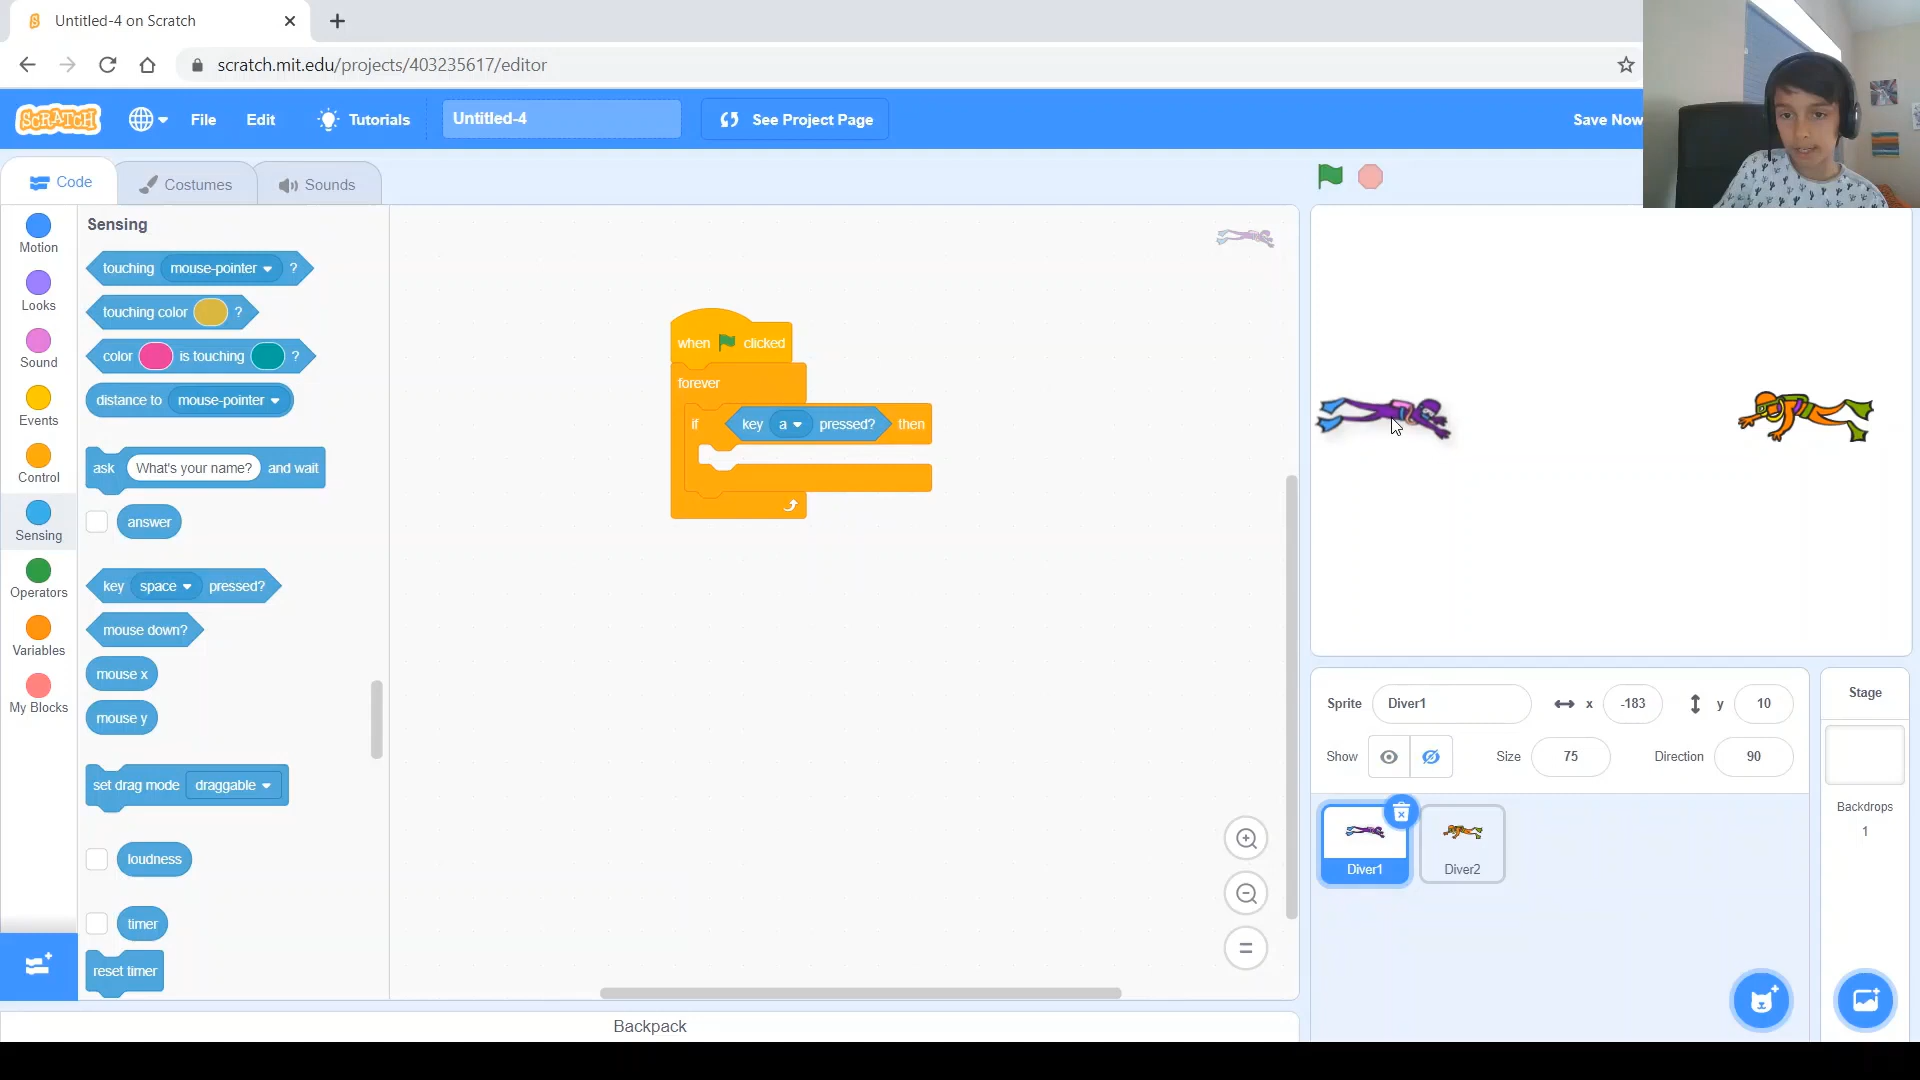 Untitled-4 on Scratch
scratch.mit.edu/projects/403235617/editor
SCRATCH
File
Edit
Tutorials
Untitled-4
See Project Page
Save Now
Code
Costumes
Sounds
Motion
Looks
Sound
Events
Control
Sensing
Operators
Variables
My Blocks
Sensing
touching mouse-pointer ?
touching color ?
color is touching ?
distance to mouse-pointer
ask What's your name? and wait
answer
key space pressed?
mouse down?
mouse x
mouse y
set drag mode draggable
loudness
timer
reset timer
when clicked
forever
if key a pressed? then
Backpack
Sprite Diver1 x -183 y 10
Show Size 75 Direction 90
Diver1
Diver2
Stage
Backdrops
1